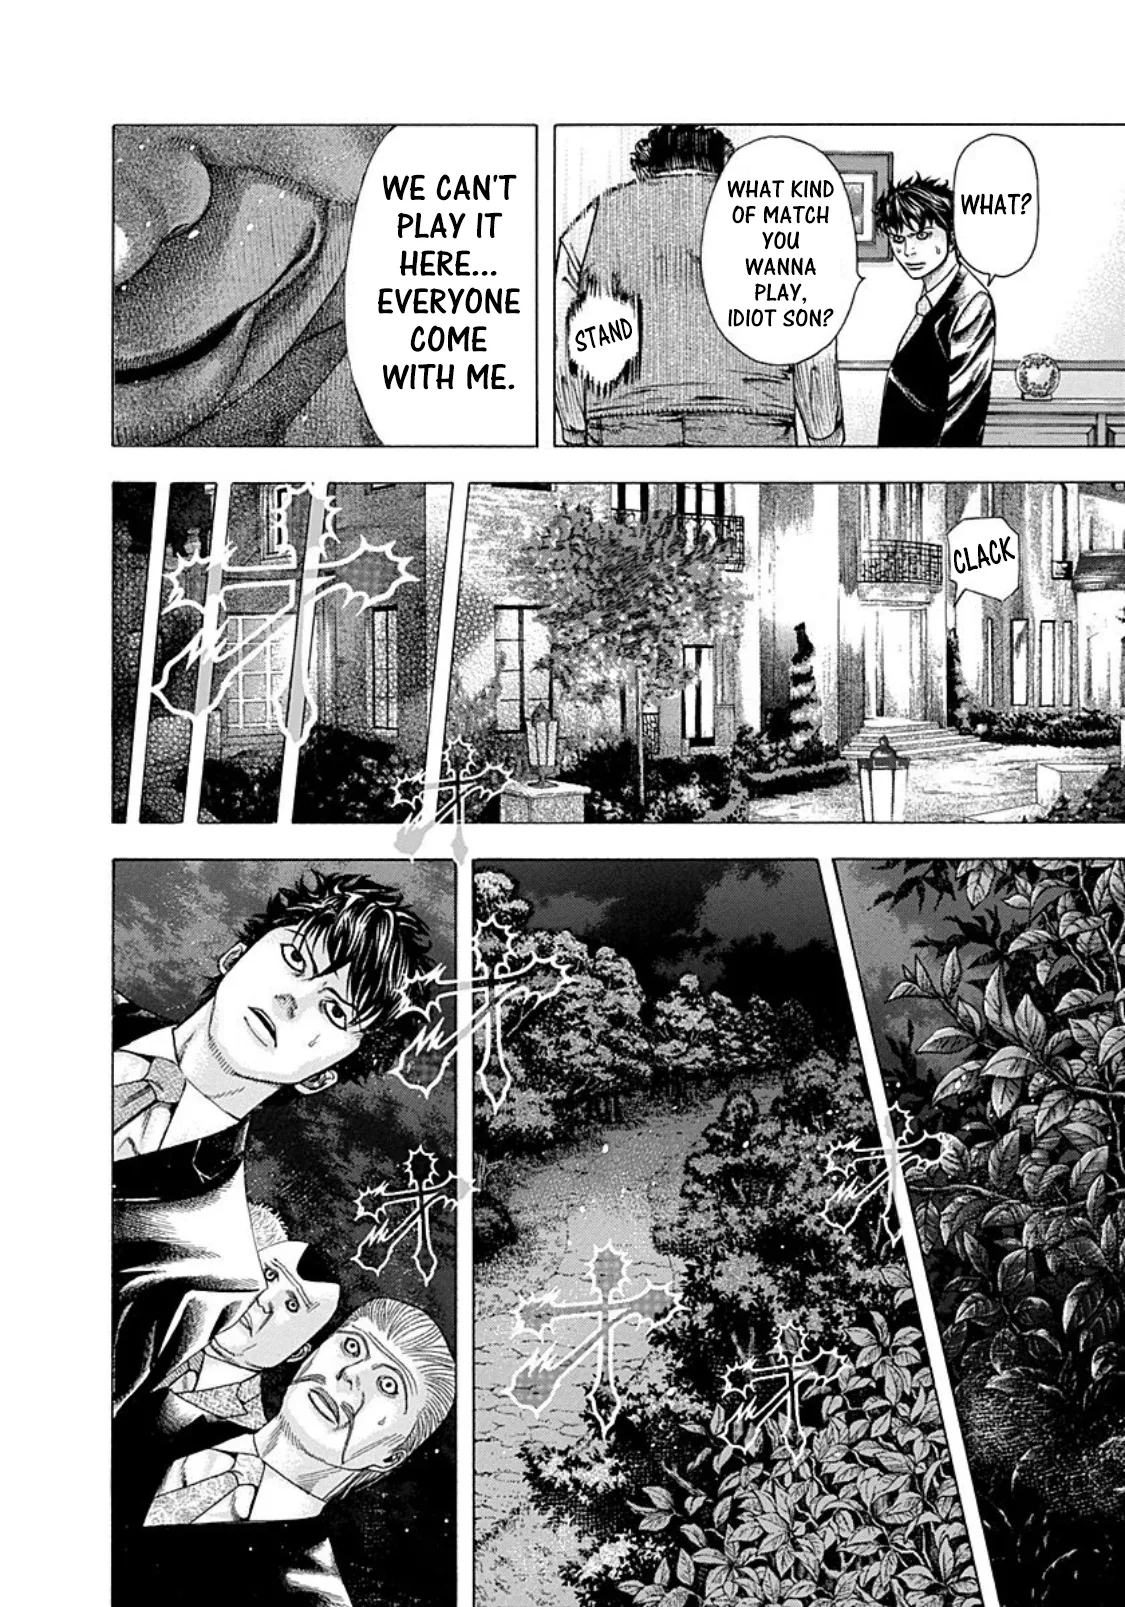 WHAT?
WHAT KIND
OF MATCH
YOU
WANNA
PLAY,
IDIOT SON?
STAND
WE CAN'T
PLAY IT
HERE...
EVERYONE
COME
WITH ME.
CLACK